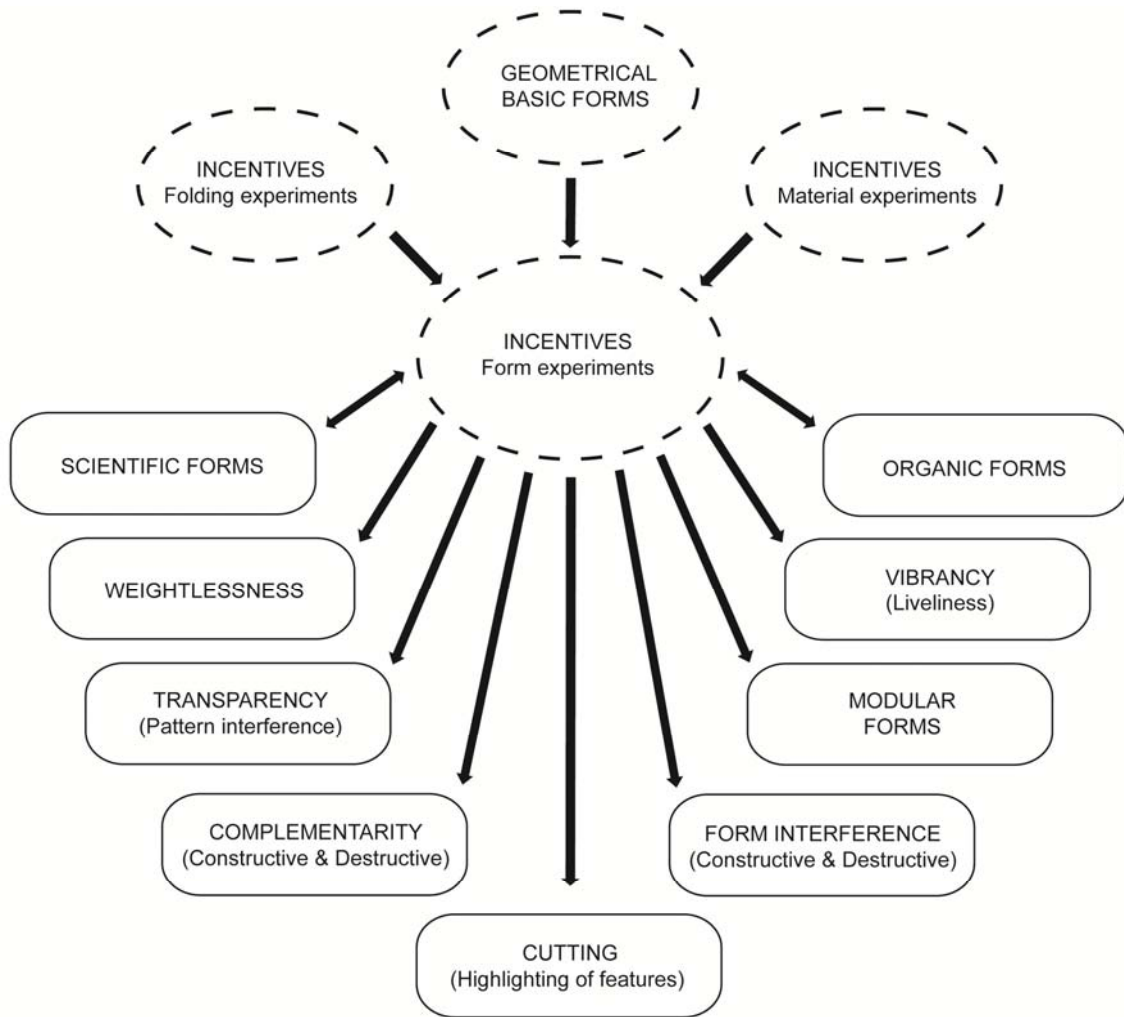 GEOMETRICAL
BASIC FORMS
INCENTIVES
Folding experiments
INCENTIVES
Material experiments
INCENTIVES
Form experiments
SCIENTIFIC FORMS
ORGANIC FORMS
WEIGHTLESSNESS
VIBRANCY
(Liveliness)
TRANSPARENCY
(Pattern interference)
MODULAR
FORMS
COMPLEMENTARITY
(Constructive & Destructive)
FORM INTERFERENCE
(Constructive & Destructive)
CUTTING
(Highlighting of features)